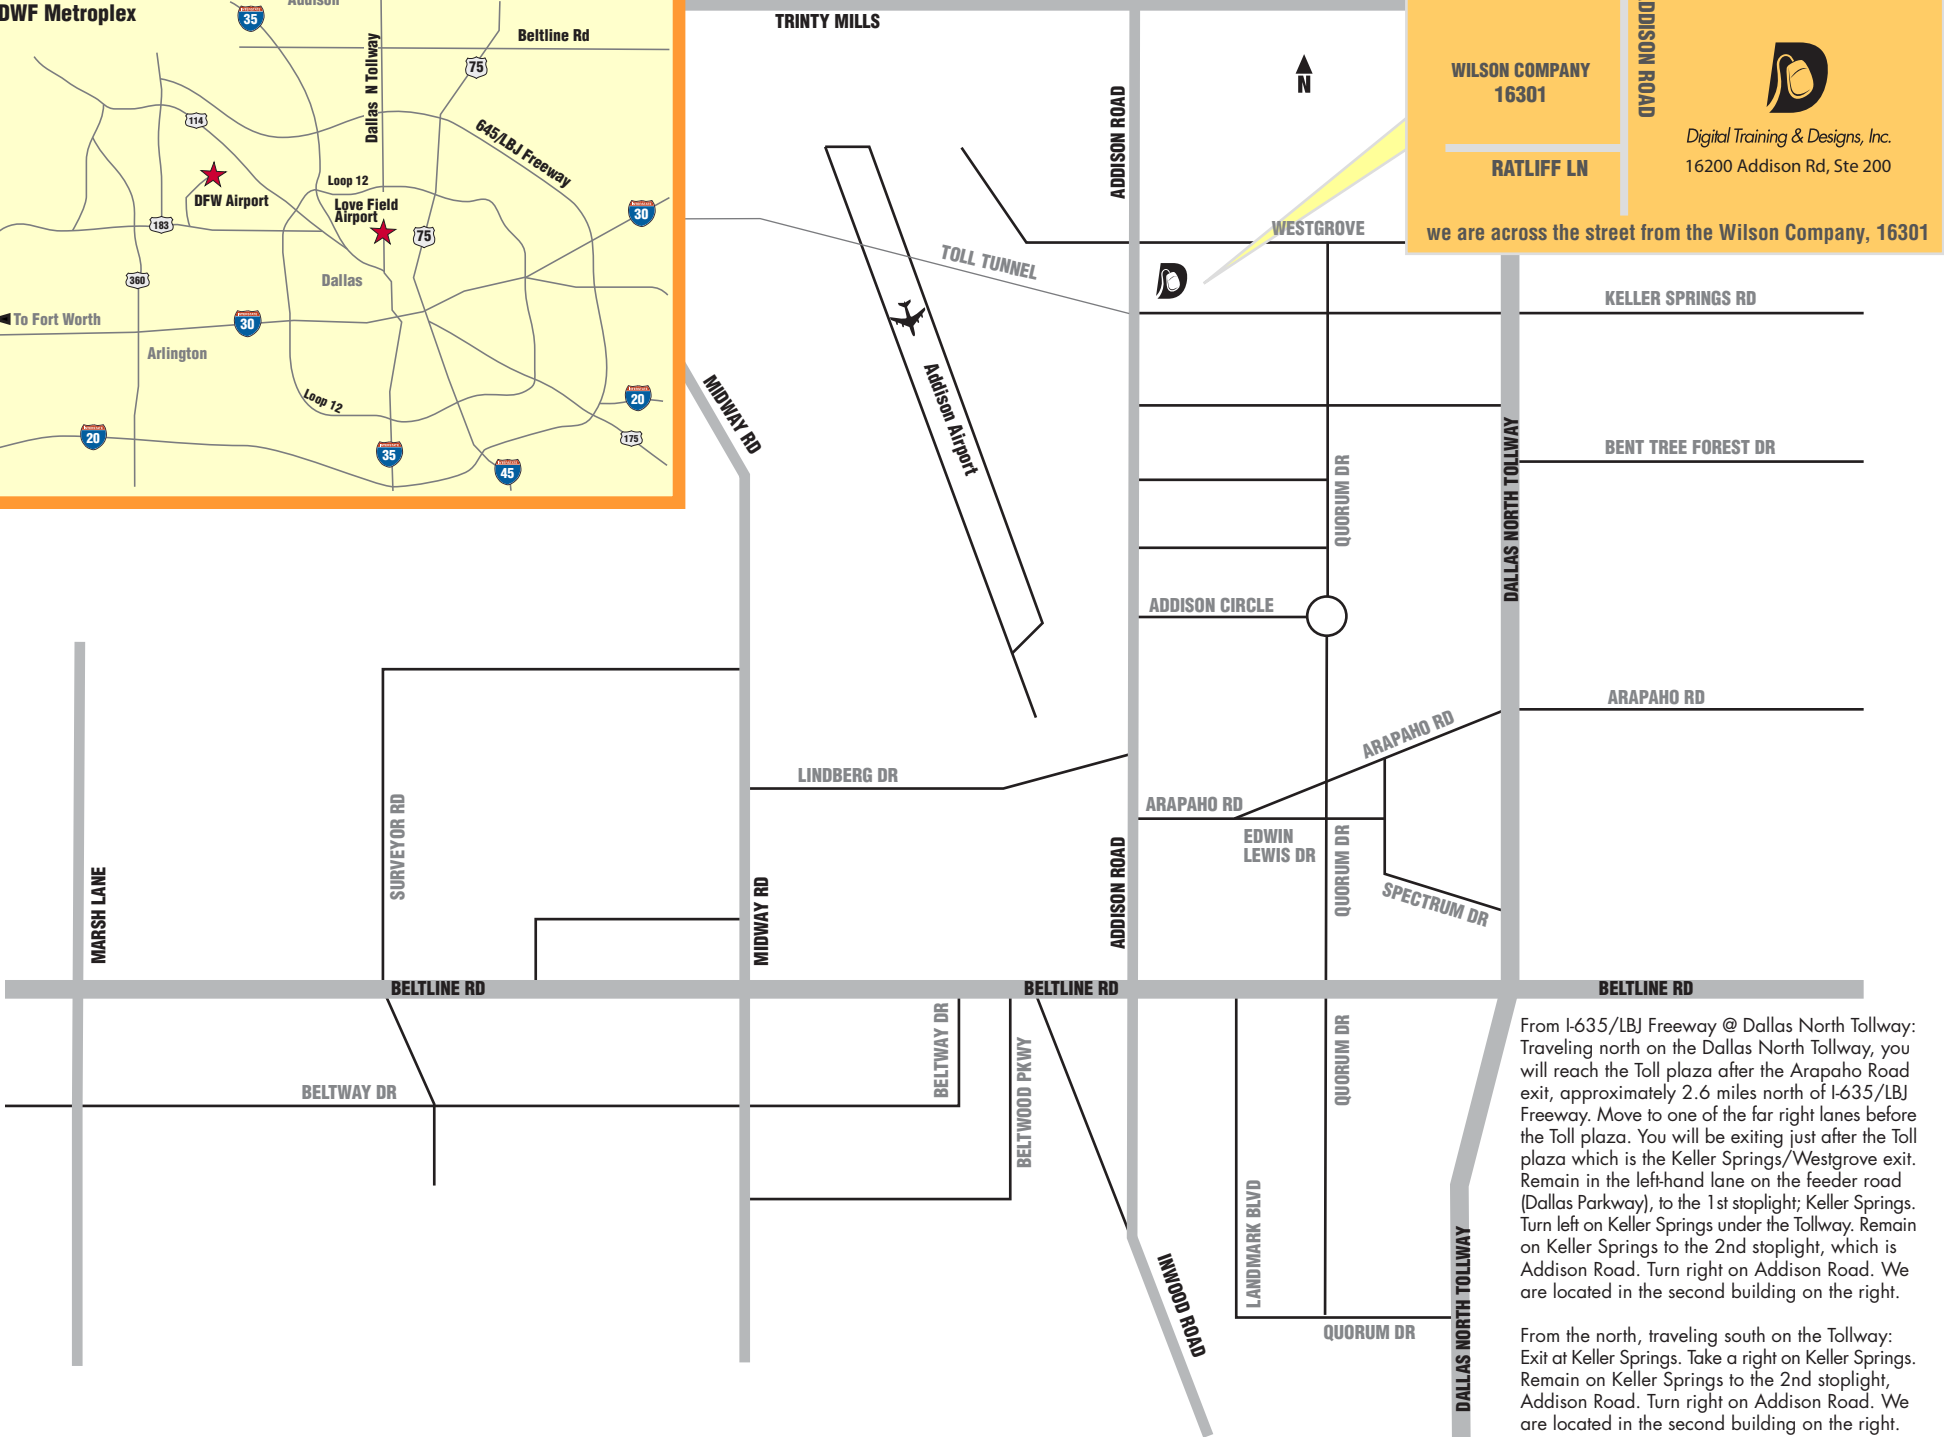 DWF Metroplex
Addison
35
Dallas N Tollway
Beltline Rd
75
114
645/LBJ Freeway
DFW Airport
Loop 12
Love Field
Airport
75
30
183
360
Dallas
To Fort Worth
30
Arlington
Loop 12
20
20
35
45
175
TRINTY MILLS
ADDISON ROAD
N
WILSON COMPANY
16301
DDISON ROAD
RATLIFF LN
D
Digital Training & Designs, Inc.
16200 Addison Rd, Ste 200
we are across the street from the Wilson Company, 16301
WESTGROVE
TOLL TUNNEL
D
KELLER SPRINGS RD
MIDWAY RD
Addison Airport
QUORUM DR
DALLAS NORTH TOLLWAY
BENT TREE FOREST DR
ADDISON CIRCLE
ARAPAHO RD
ARAPAHO RD
LINDBERG DR
ARAPAHO RD
EDWIN
LEWIS DR
QUORUM DR
SPECTRUM DR
SURVEYOR RD
MARSH LANE
MIDWAY RD
ADDISON ROAD
BELTLINE RD
BELTLINE RD
BELTLINE RD
BELTWAY DR
BELTWAY DR
BELTWOOD PKWY
QUORUM DR
LANDMARK BLVD
INWOOD ROAD
QUORUM DR
DALLAS NORTH TOLLWAY
From I-635/LBJ Freeway @ Dallas North Tollway:
Traveling north on the Dallas North Tollway, you
will reach the Toll plaza after the Arapaho Road
exit, approximately 2.6 miles north of I-635/LBJ
Freeway. Move to one of the far right lanes before
the Toll plaza. You will be exiting just after the Toll
plaza which is the Keller Springs/Westgrove exit.
Remain in the left-hand lane on the feeder road
(Dallas Parkway), to the 1st stoplight; Keller Springs.
Turn left on Keller Springs under the Tollway. Remain
on Keller Springs to the 2nd stoplight, which is
Addison Road. Turn right on Addison Road. We
are located in the second building on the right.
From the north, traveling south on the Tollway:
Exit at Keller Springs. Take a right on Keller Springs.
Remain on Keller Springs to the 2nd stoplight,
Addison Road. Turn right on Addison Road. We
are located in the second building on the right.